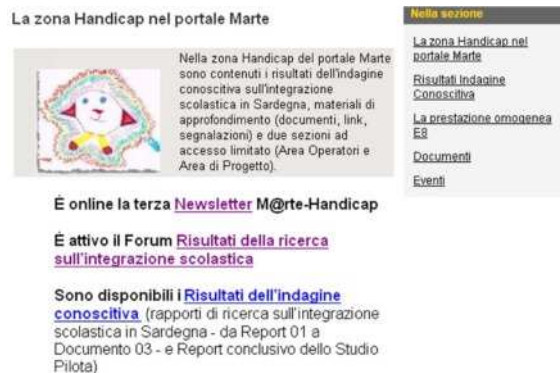 La zona Handicap nel portale Marte
Nella zona Handicap del portale Marte
sono contenuti i risultati dell'indagine
conoscitiva sull'integrazione
scolastica in Sardegna, materiali di
approfondimento (documenti, link,
segnalazioni) e due sezioni ad
accesso limitato (Area Operatori e
Area di Progetto).
É online la terza Newsletter M@rte-Handicap
É attivo il Forum Risultati della ricerca
sull'integrazione scolastica
Sono disponibili i Risultati dell'indagine
conoscitiva (rapporti di ricerca sull'integrazione
scolastica in Sardegna - da Report 01 a
Documento 03 - e Report conclusivo dello Studio
Pilota)
Nella sezione
La zona Handicap nel
portale Marte
Risultati Indagine
Conoscitiva
La prestazione omogenea
E8
Documenti
Eventi